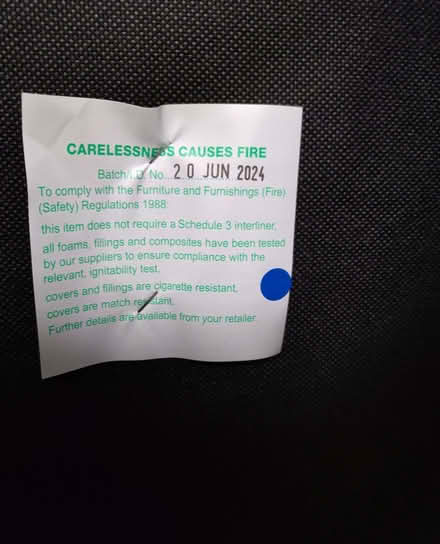 CARELESSNESS CAUSES FIRE
Batch/I.D. No. 20 JUN 2024
To comply with the Furniture and Furnishings (Fire)
(Safety) Regulations 1988:
this item does not require a Schedule 3 interliner,
all foams, fillings and composites have been tested
by our suppliers to ensure compliance with the
relevant, ignitability test,
covers and fillings are cigarette resistant,
covers are match resistant,
Further details are available from your retailer.